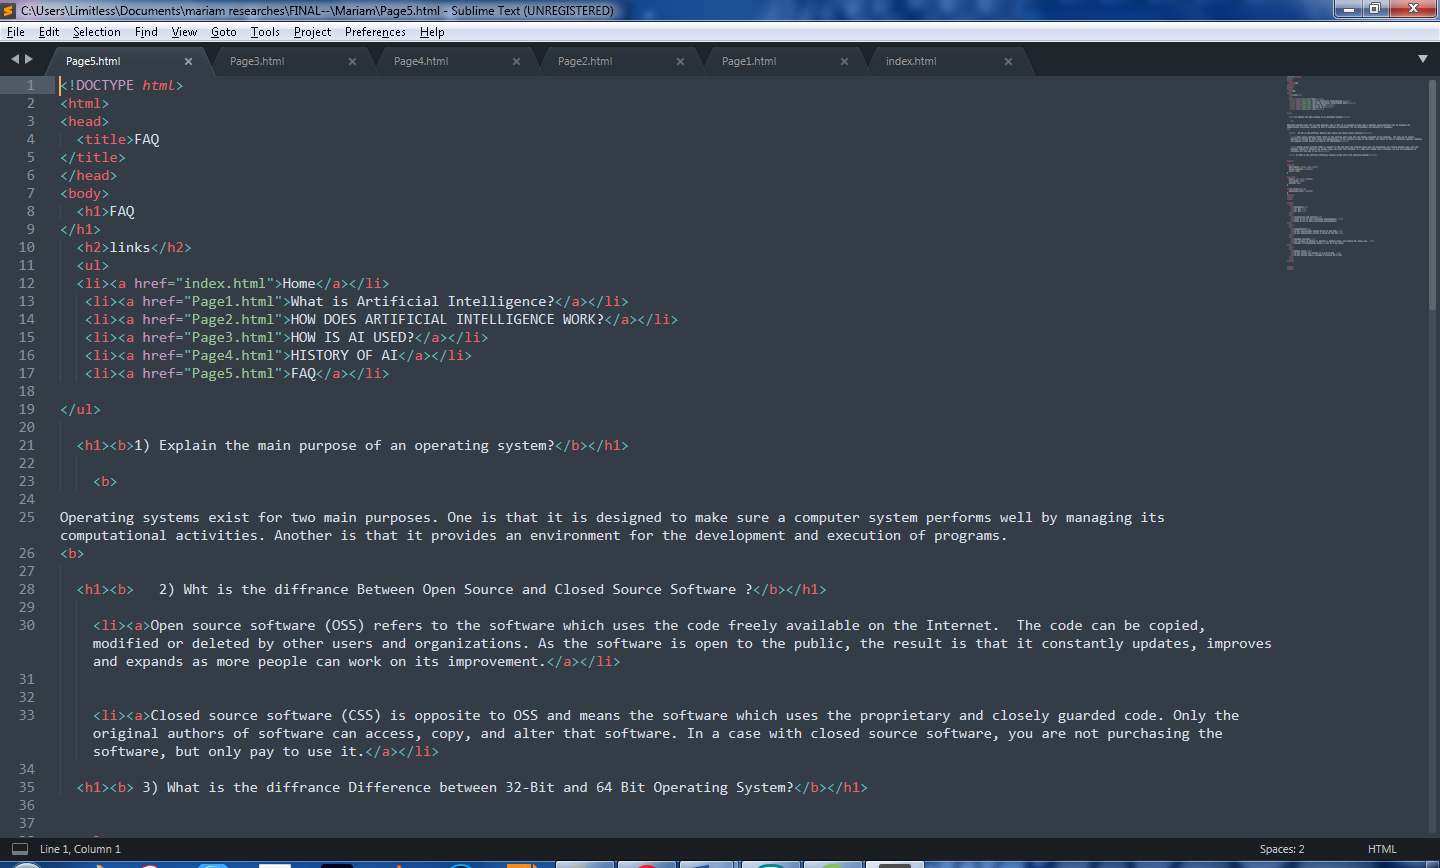 C:\Users\Limitless\Documents\mariam researches\FINAL--\Mariam\Page5.html - Sublime Text (UNREGISTERED)
File Edit Selection Find View Goto Tools Project Preferences Help
Page5.html Page3.html Page4.html Page2.html Page1.html index.html
1 <!DOCTYPE html>
2 <html>
3 <head>
4 <title>FAQ
5 </title>
6 </head>
7 <body>
8 <h1>FAQ
9 </h1>
10 <h2>links</h2>
11 <ul>
12 <li><a href="index.html">Home</a></li>
13 <li><a href="Page1.html">What is Artificial Intelligence?</a></li>
14 <li><a href="Page2.html">HOW DOES ARTIFICIAL INTELLIGENCE WORK?</a></li>
15 <li><a href="Page3.html">HOW IS AI USED?</a></li>
16 <li><a href="Page4.html">HISTORY OF AI</a></li>
17 <li><a href="Page5.html">FAQ</a></li>
18
19 </ul>
20
21 <h1><b>1) Explain the main purpose of an operating system?</b></h1>
22
23 <b>
24
25 Operating systems exist for two main purposes. One is that it is designed to make sure a computer system performs well by managing its
computational activities. Another is that it provides an environment for the development and execution of programs.
26 <b>
27
28 <h1><b>   2) Wht is the diffrance Between Open Source and Closed Source Software ?</b></h1>
29
30 <li><a>Open source software (OSS) refers to the software which uses the code freely available on the Internet.  The code can be copied,
modified or deleted by other users and organizations. As the software is open to the public, the result is that it constantly updates, improves
and expands as more people can work on its improvement.</a></li>
31
32
33 <li><a>Closed source software (CSS) is opposite to OSS and means the software which uses the proprietary and closely guarded code. Only the
original authors of software can access, copy, and alter that software. In a case with closed source software, you are not purchasing the
software, but only pay to use it.</a></li>
34
35 <h1><b> 3) What is the diffrance Difference between 32-Bit and 64 Bit Operating System?</b></h1>
36
37
Line 1, Column 1 Spaces: 2 HTML